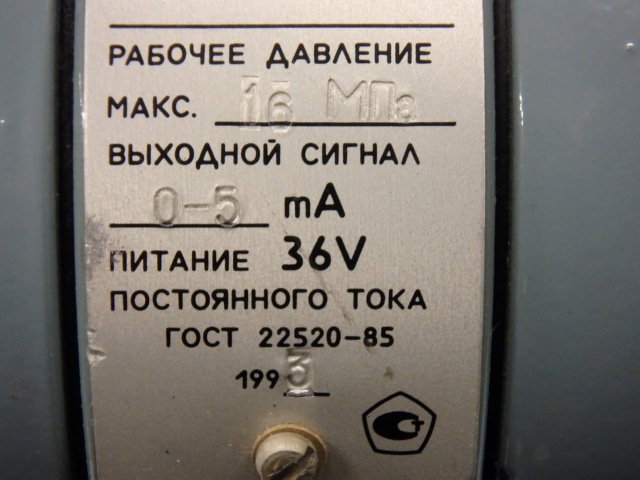 РАБОЧЕЕ ДАВЛЕНИЕ
МАКС. 16 МПа
ВЫХОДНОЙ СИГНАЛ
0-5 mA
ПИТАНИЕ 36V
ПОСТОЯННОГО ТОКА
ГОСТ 22520-85
1993